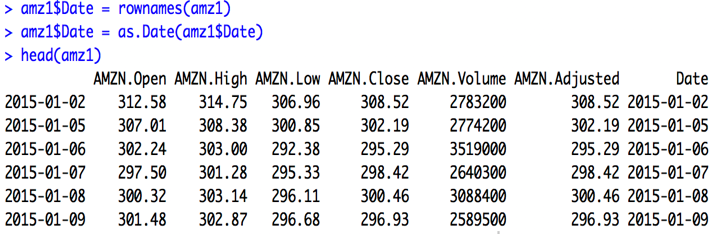 > amz1$Date = rownames(amz1)
> amz1$Date = as.Date(amz1$Date)
> head(amz1)
AMZN.Open AMZN.High AMZN.Low AMZN.Close AMZN.Volume AMZN.Adjusted Date
2015-01-02 312.58 314.75 306.96 308.52 2783200 308.52 2015-01-02
2015-01-05 307.01 308.38 300.85 302.19 2774200 302.19 2015-01-05
2015-01-06 302.24 303.00 292.38 295.29 3519000 295.29 2015-01-06
2015-01-07 297.50 301.28 295.33 298.42 2640300 298.42 2015-01-07
2015-01-08 300.32 303.14 296.11 300.46 3088400 300.46 2015-01-08
2015-01-09 301.48 302.87 296.68 296.93 2589500 296.93 2015-01-09